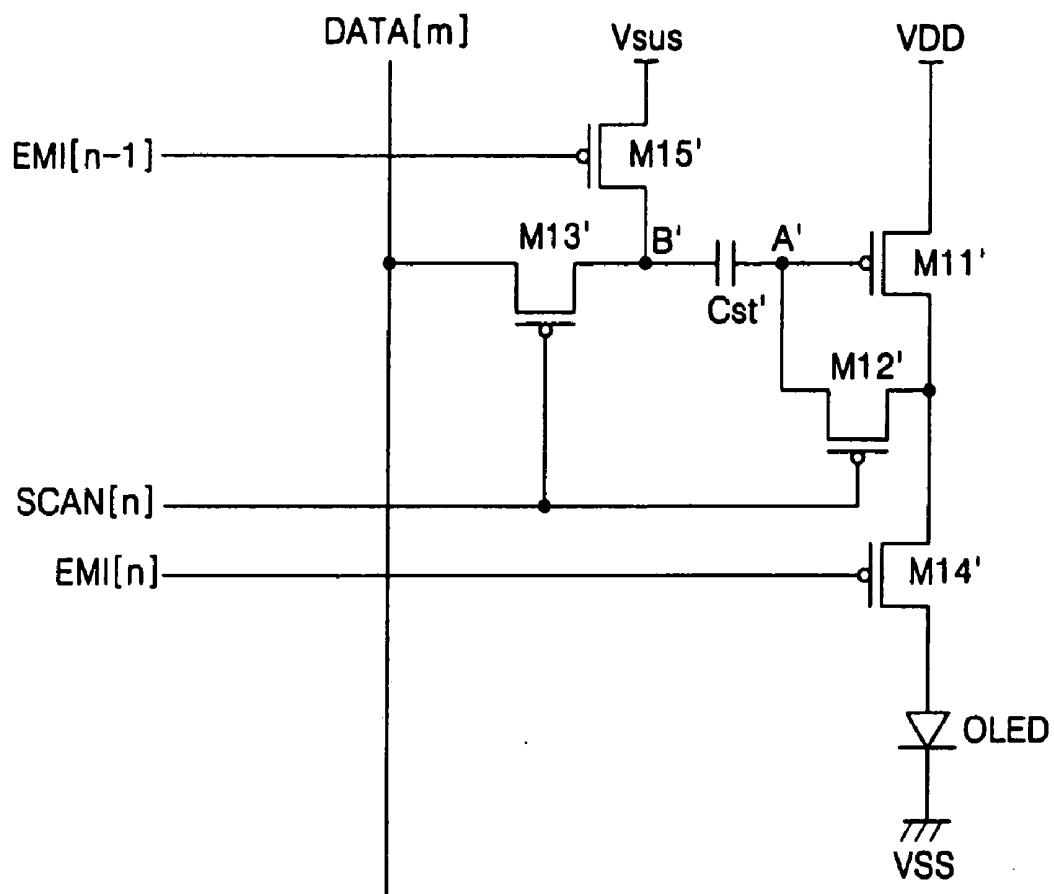 DATA[m]
Vsus
VDD
EMI[n-1]
M15'
M13'
B'
A'
M11'
Cst'
M12'
SCAN[n]
EMI[n]
M14'
OLED
VSS